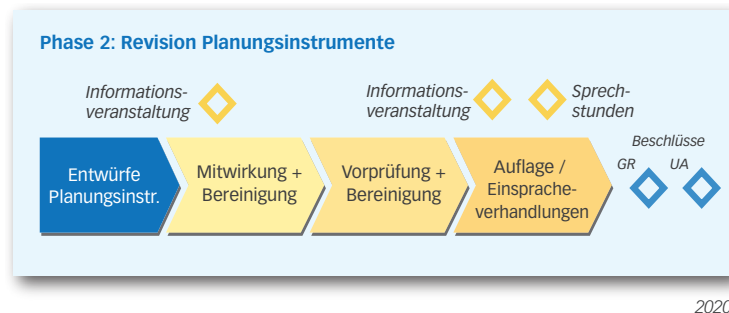 Phase 2: Revision Planungsinstrumente
Informations-
veranstaltung
Informations-
veranstaltung
Sprech-
stunden
Entwürfe
Planungsinstr.
Mitwirkung +
Bereinigung
Vorprüfung +
Bereinigung
Auflage /
Einsprache-
verhandlungen
Beschlüsse
GR UA
2020